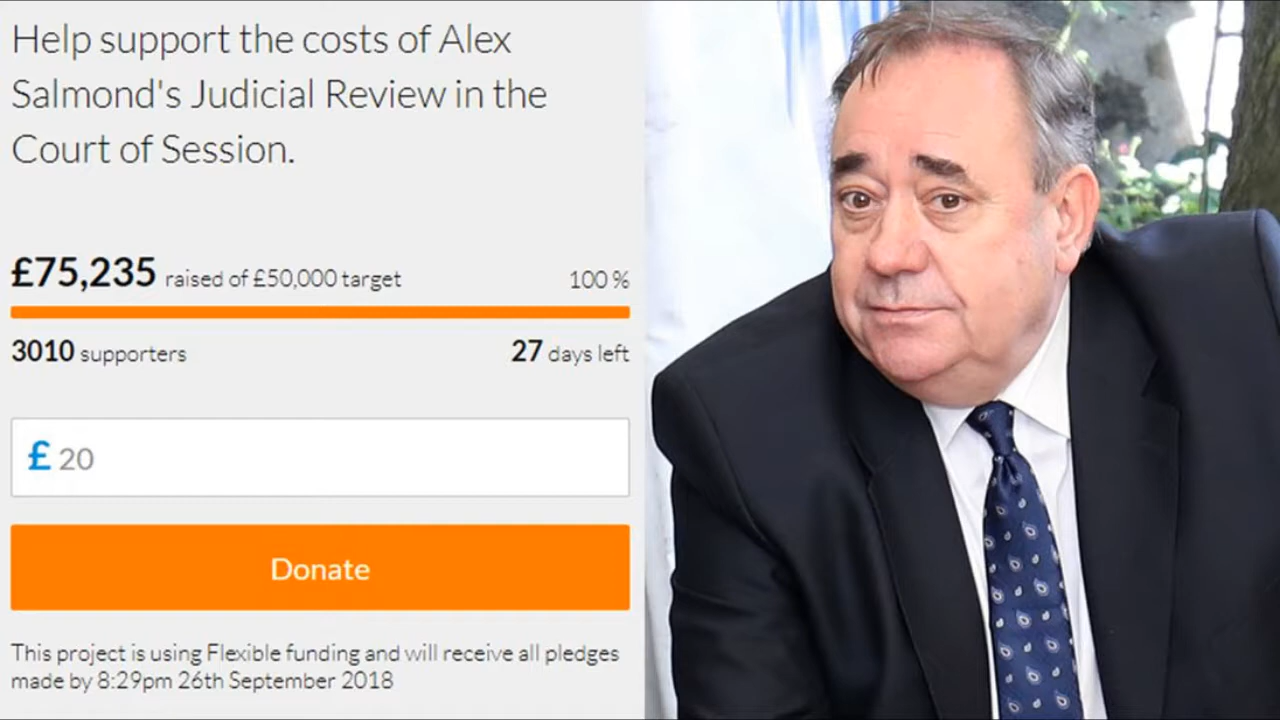 Help support the costs of Alex
Salmond's Judicial Review in the
Court of Session.
£75,235 raised of £50,000 target 100 %
3010 supporters 27 days left
£ 20
Donate
This project is using Flexible funding and will receive all pledges
made by 8:29pm 26th September 2018